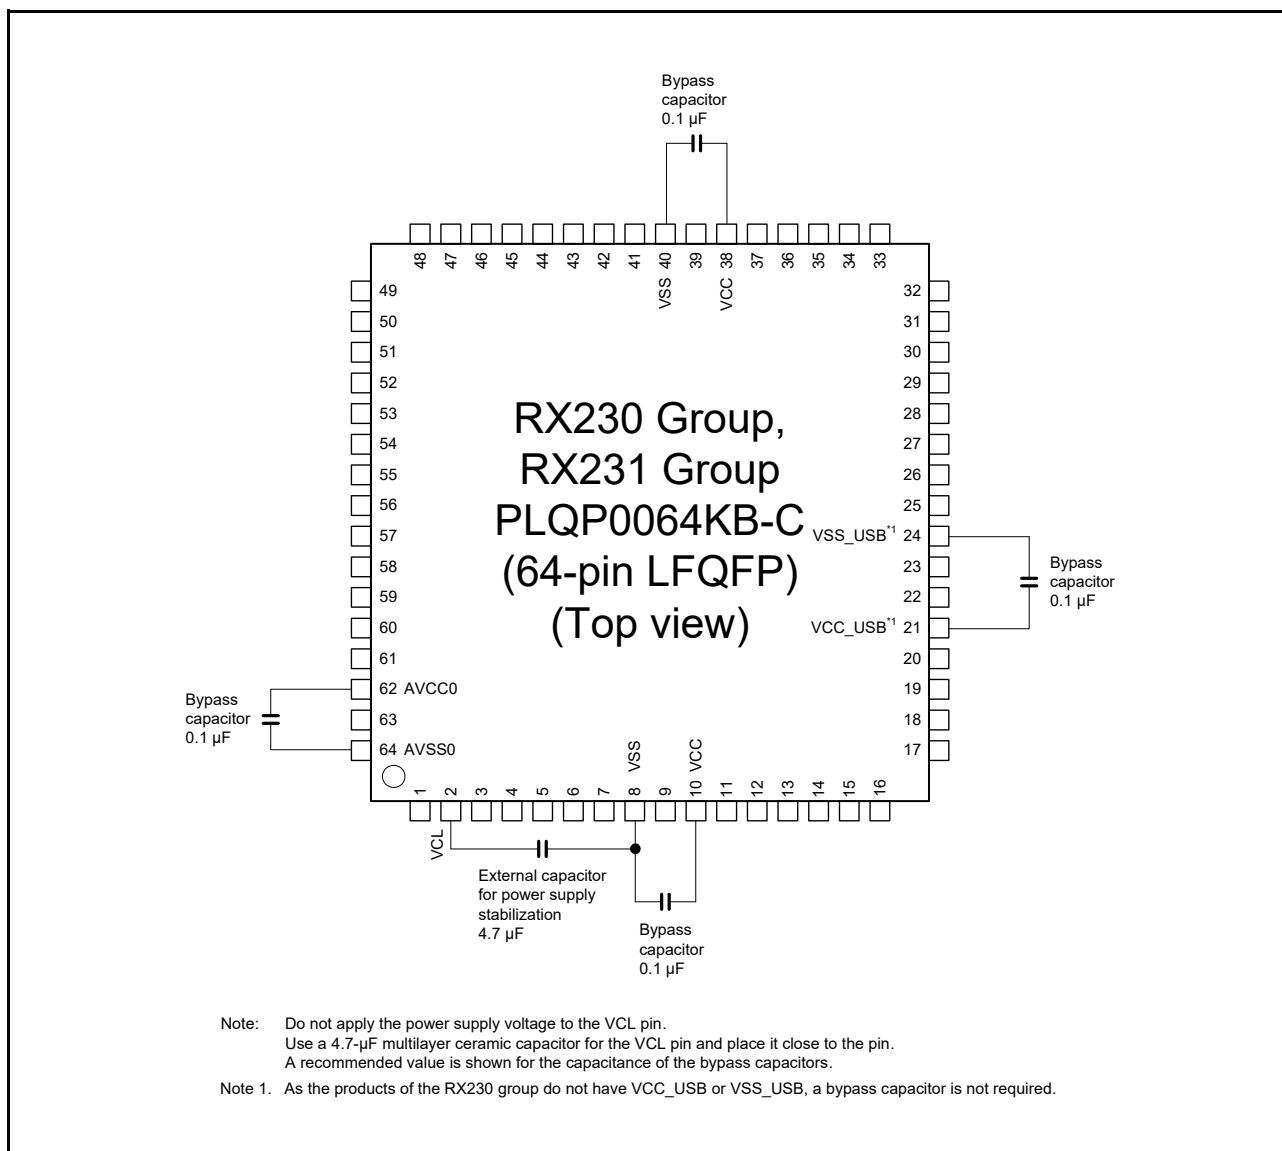 Bypass
capacitor
0.1 µF
48 47 46 45 44 43 42 41 40 39 38 37 36 35 34 33
VSS VCC
49
50
51
52
53
54
55
56
57
58
59
60
61
62 AVCC0
63
64 AVSS0
32
31
30
29
28
27
26
25
VSS_USB*1 24
23
22
VCC_USB*1 21
20
19
18
17
RX230 Group,
RX231 Group
PLQP0064KB-C
(64-pin LFQFP)
(Top view)
Bypass
capacitor
0.1 µF
Bypass
capacitor
0.1 µF
VSS VCC
1 2 3 4 5 6 7 8 9 10 11 12 13 14 15 16
VCL
External capacitor
for power supply
stabilization
4.7 µF
Bypass
capacitor
0.1 µF
Note: Do not apply the power supply voltage to the VCL pin.
Use a 4.7-µF multilayer ceramic capacitor for the VCL pin and place it close to the pin.
A recommended value is shown for the capacitance of the bypass capacitors.
Note 1. As the products of the RX230 group do not have VCC_USB or VSS_USB, a bypass capacitor is not required.